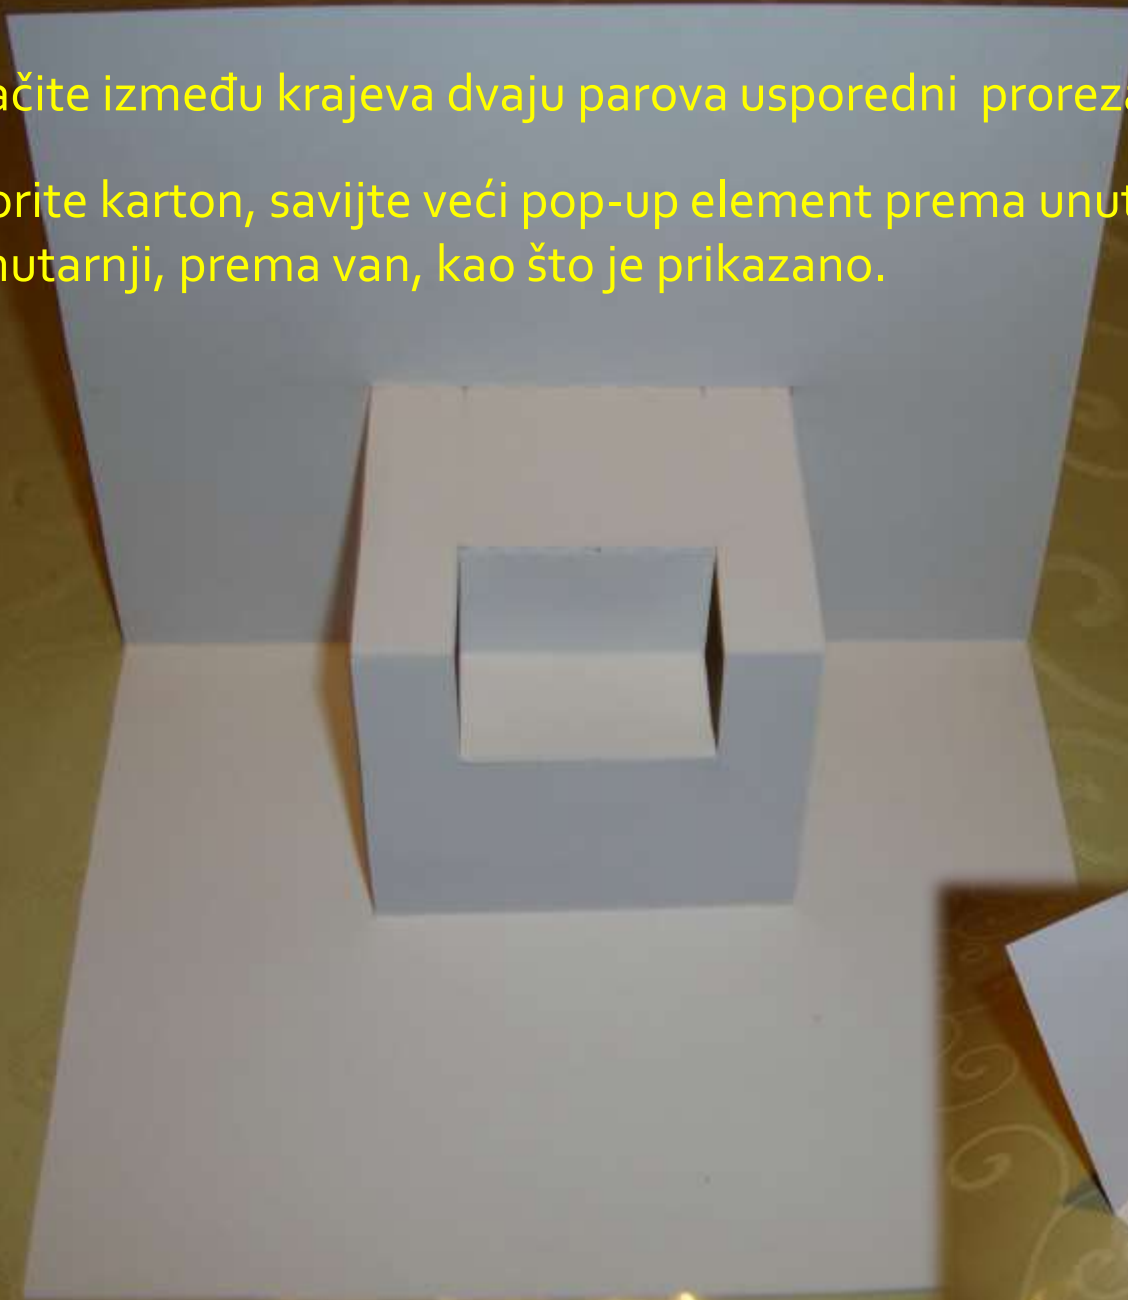 ačite između krajeva dvaju parova usporedni  proreza
orite karton, savijte veći pop-up element prema unut
nutarnji, prema van, kao što je prikazano.